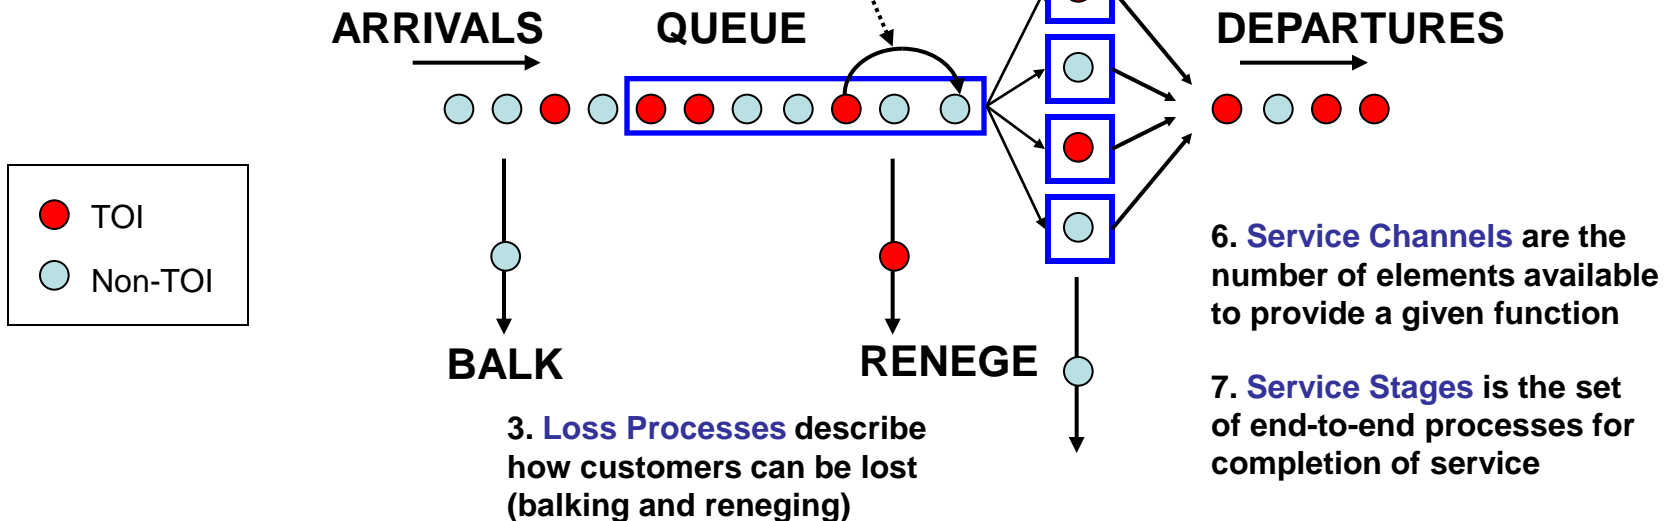 ARRIVALS
QUEUE
DEPARTURES
TOI
Non-TOI
BALK
RENEGE
3. Loss Processes describe
how customers can be lost
(balking and reneging)
6. Service Channels are the
number of elements available
to provide a given function
7. Service Stages is the set
of end-to-end processes for
completion of service